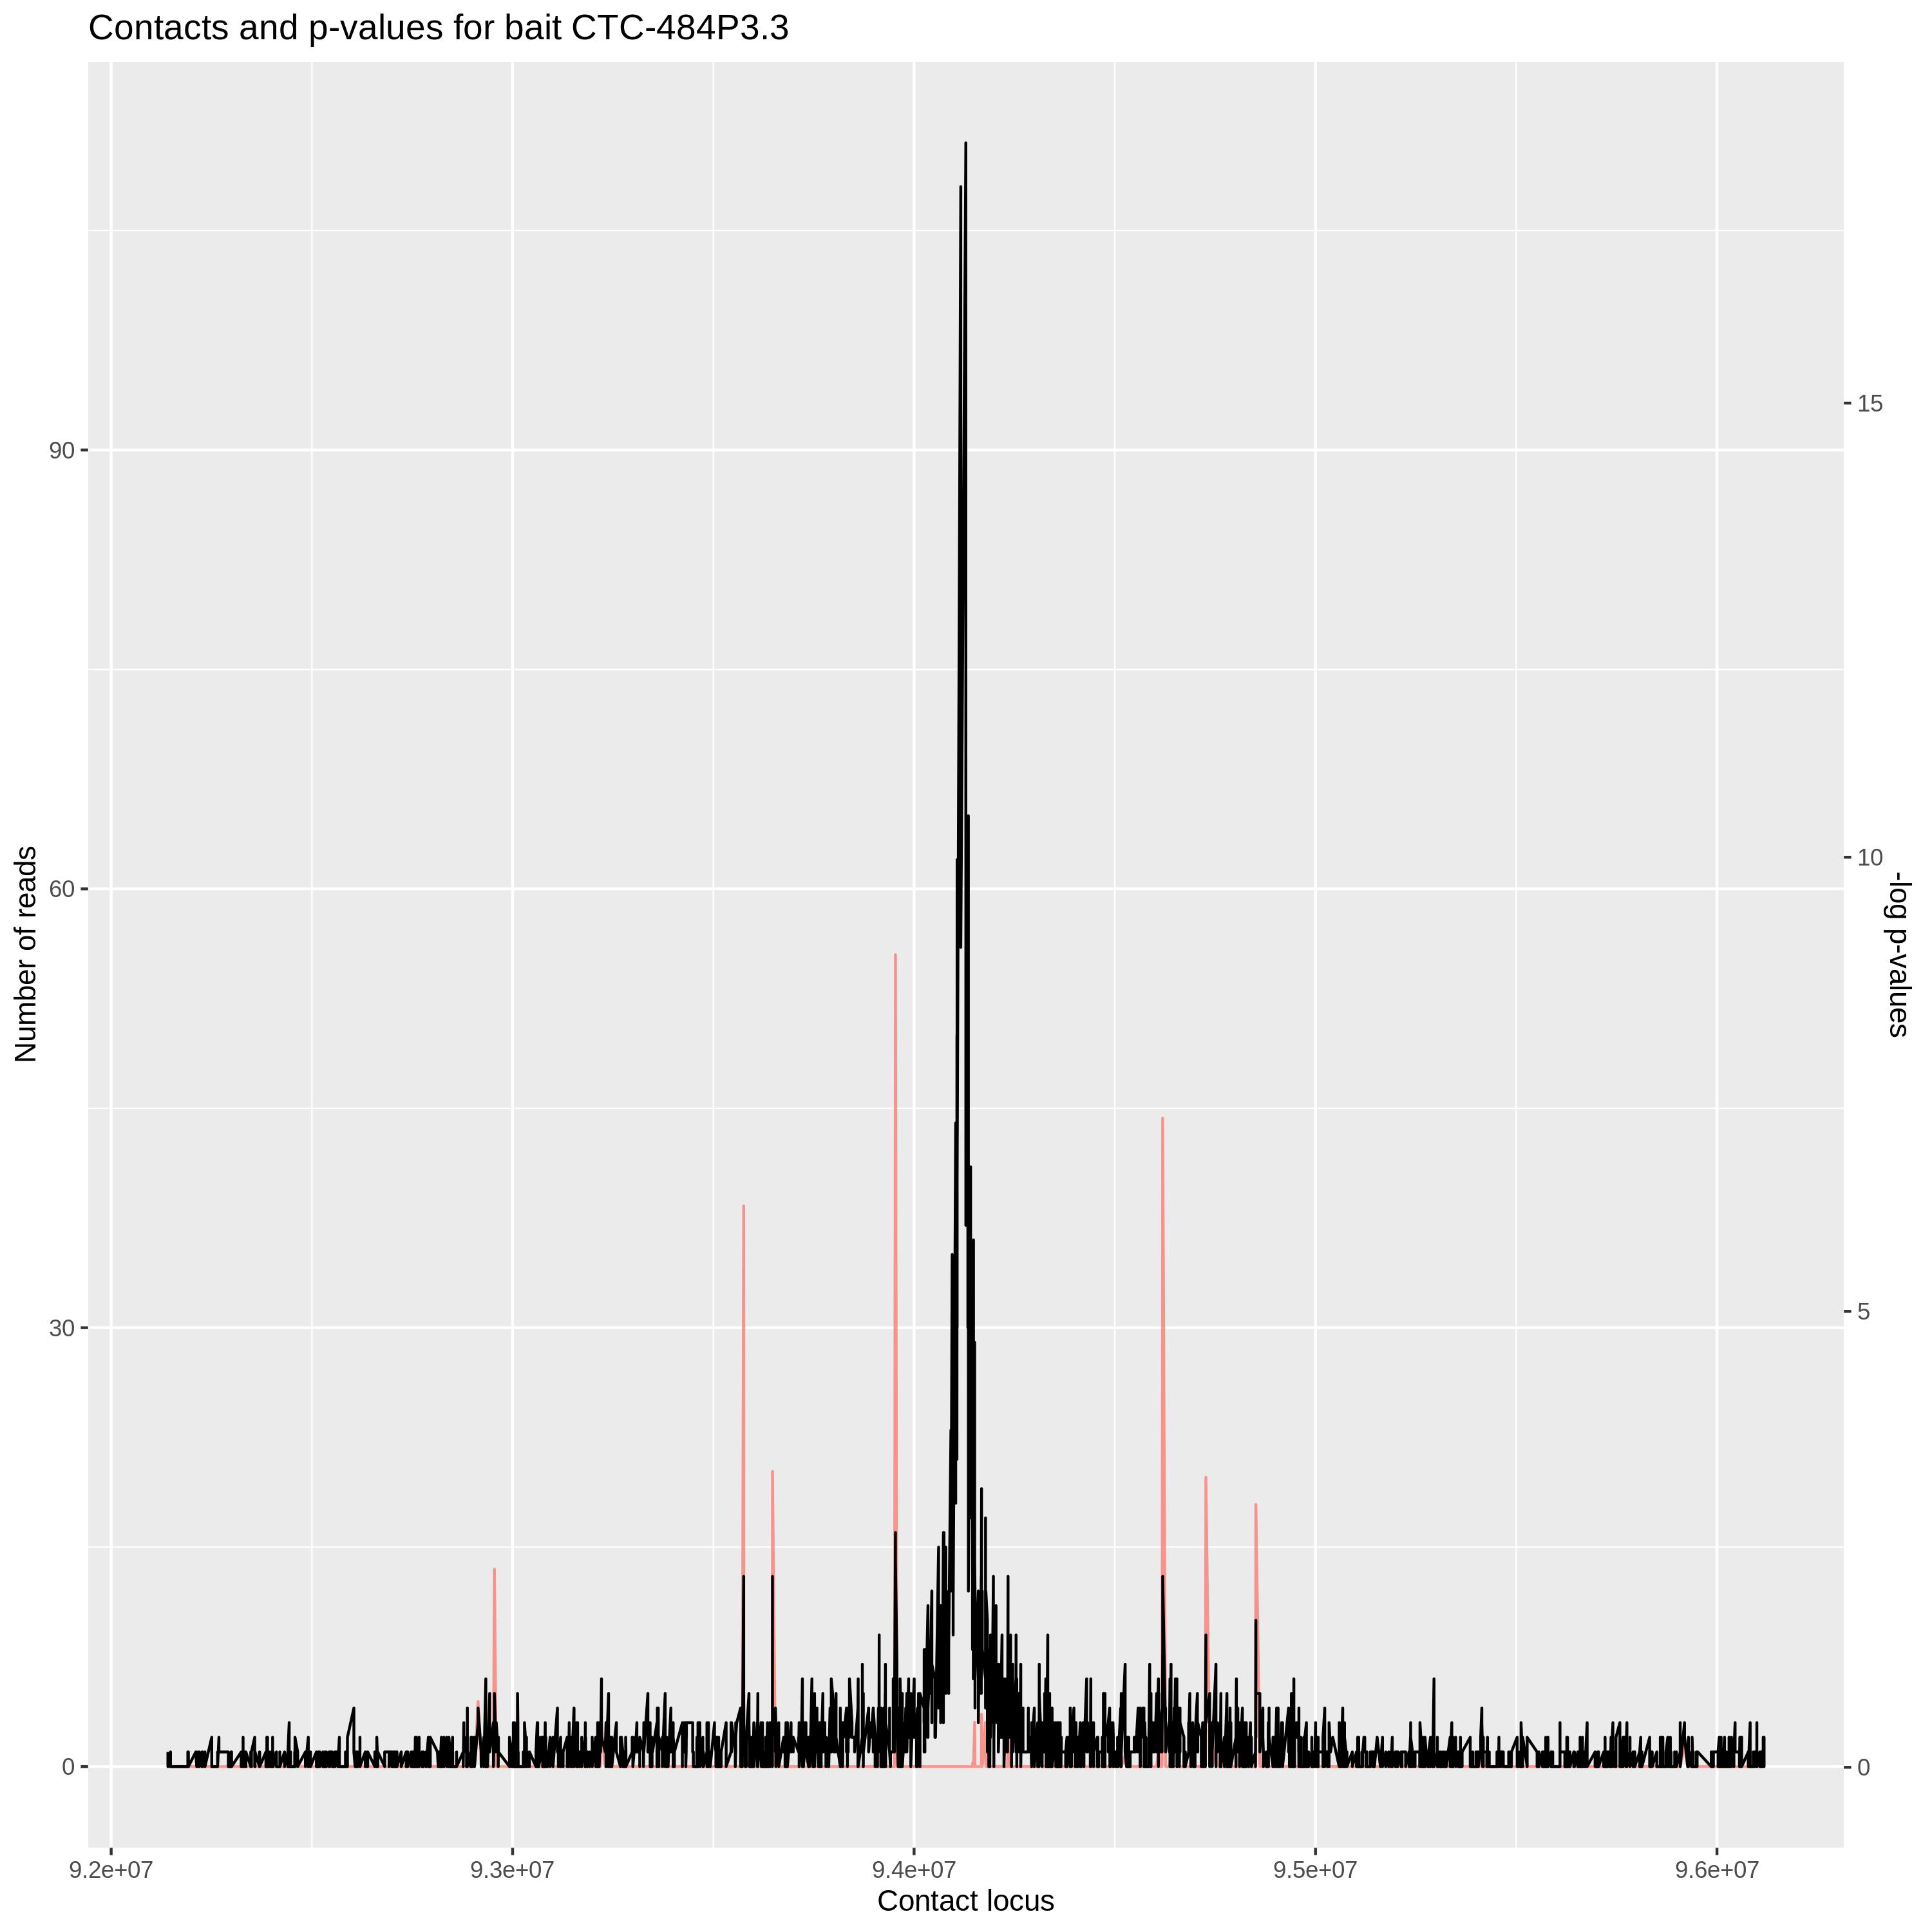 Contacts and p-values for bait CTC-484P3.3
Number of reads
90
60
30
0
15
10
5
0
-log p-values
9.2e+07 9.3e+07 9.4e+07 9.5e+07 9.6e+07
Contact locus